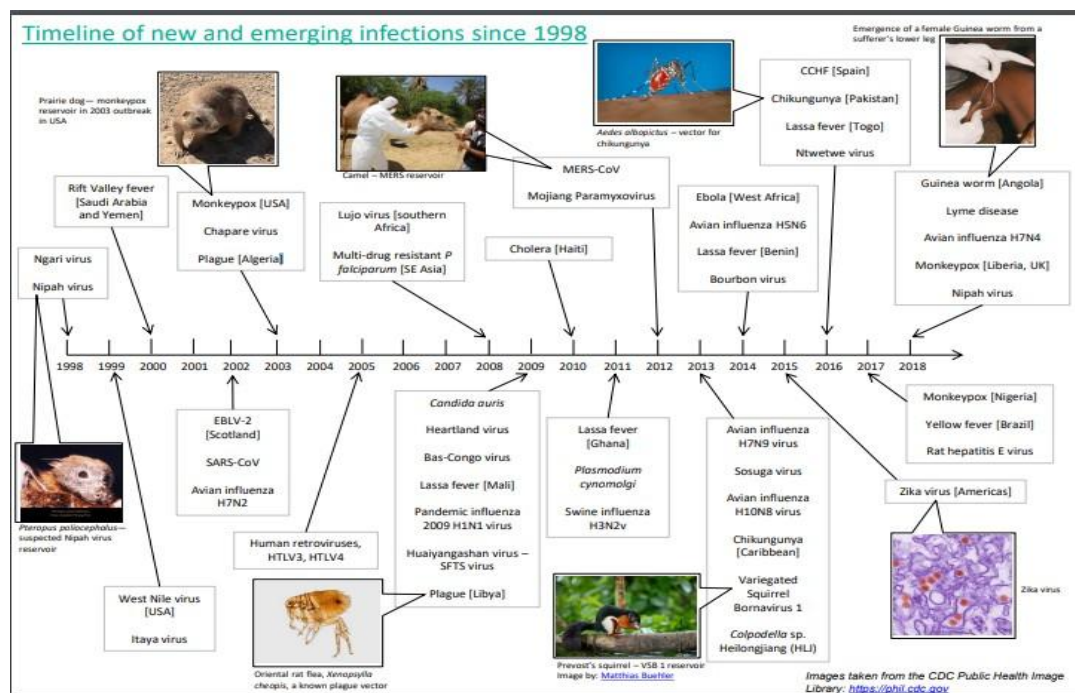 Timeline of new and emerging infections since 1998
Emergence of a female Guinea worm from a
sufferer's lower leg
Prairie dog— monkeypox
reservoir in 2003 outbreak
in USA
Camel – MERS reservoir
Aedes albopictus – vector for
chikungunya
CCHF [Spain]
Chikungunya [Pakistan]
Lassa fever [Togo]
Ntwetwe virus
Rift Valley fever
[Saudi Arabia
and Yemen]
Monkeypox [USA]
Chapare virus
Plague [Algeria]
MERS-CoV
Mojiang Paramyxovirus
Lujo virus [southern
Africa]
Multi-drug resistant P
falciparum [SE Asia]
Cholera [Haiti]
Ebola [West Africa]
Avian influenza H5N6
Lassa fever [Benin]
Bourbon virus
Guinea worm [Angola]
Lyme disease
Avian influenza H7N4
Monkeypox [Liberia, UK]
Nipah virus
Ngari virus
Nipah virus
1998 1999 2000 2001 2002 2003 2005 2006 2007 2008 2009 2010 2011 2012 2013 2014 2015 2016 2017 2018
EBLV-2
[Scotland]
SARS-CoV
Avian influenza
H7N2
Candida auris
Heartland virus
Bas-Congo virus
Lassa fever [Mali]
Pandemic influenza
2009 H1N1 virus
Huaiyangashan virus –
SFTS virus
Plague [Libya]
Lassa fever
[Ghana]
Plasmodium
cynomolgi
Swine influenza
H3N2v
Avian influenza
H7N9 virus
Sosuga virus
Avian influenza
H10N8 virus
Chikungunya
[Caribbean]
Variegated
Squirrel
Bornavirus 1
Colpodella sp.
Heilongjiang (HLJ)
Monkeypox [Nigeria]
Yellow fever [Brazil]
Rat hepatitis E virus
Zika virus [Americas]
Pteropus poliocephalus—
suspected Nipah virus
reservoir
Human retroviruses,
HTLV3, HTLV4
West Nile virus
[USA]
Itaya virus
Zika virus
Oriental rat flea, Xenopsylla
cheopis, a known plague vector
Prevost's squirrel – VSB 1 reservoir
Image by: Matthias Buehler
Images taken from the CDC Public Health Image
Library: https://phil.cdc.gov